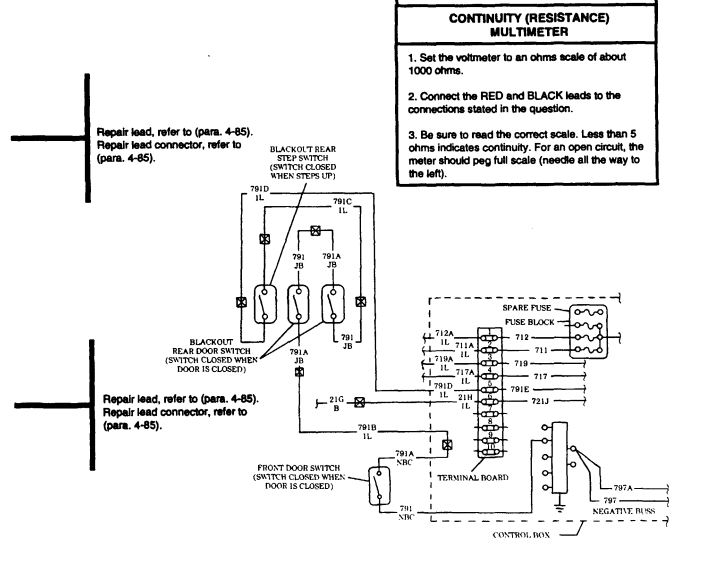 CONTINUITY (RESISTANCE)
MULTIMETER
1. Set the voltmeter to an ohms scale of about
1000 ohms.
2. Connect the RED and BLACK leads to the
connections stated in the question.
3. Be sure to read the correct scale. Less than 5
ohms indicates continuity. For an open circuit, the
meter should peg full scale (needle all the way to
the left).
Repair lead, refer to (para. 4-85).
Repair lead connector, refer to
(para. 4-85).
BLACKOUT REAR
STEP SWITCH
(SWITCH CLOSED
WHEN STEPS UP)
791D
1L
791C
1L
791
JB
791A
JB
791
JB
BLACKOUT
REAR DOOR SWITCH
(SWITCH CLOSED WHEN
DOOR IS CLOSED)
791A
JB
SPARE FUSE
FUSE BLOCK
712A
1L
712
711A
1L
711
719A
1L
3
719
717A
1L
4
717
791D
1L
5
791E
21G
B
21H
1L
6
721J
7
8
9
10
Repair lead, refer to (para. 4-85).
Repair lead connector, refer to
(para. 4-85).
791B
1L
791A
NBC
FRONT DOOR SWITCH
(SWITCH CLOSED WHEN
DOOR IS CLOSED)
TERMINAL BOARD
791
NBC
797A
797
NEGATIVE BUSS
CONTROL BOX